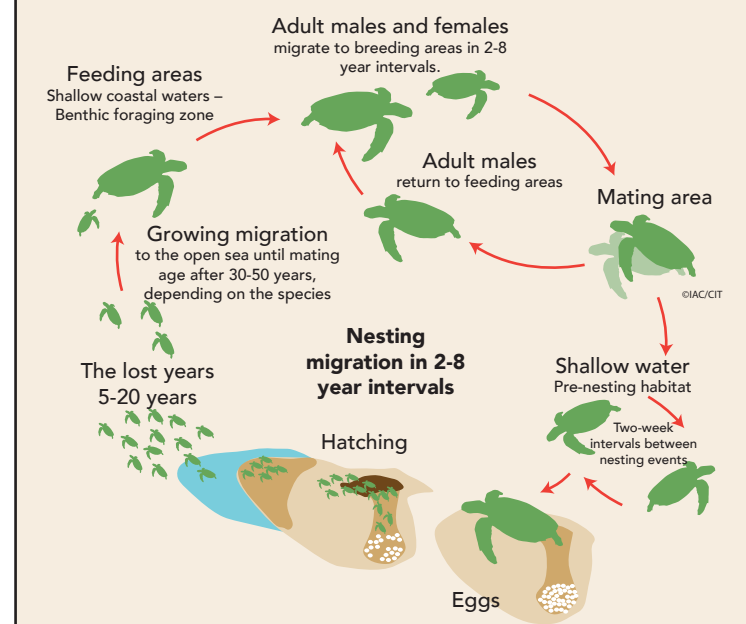 Adult males and females
migrate to breeding areas in 2-8
year intervals.
Feeding areas
Shallow coastal waters –
Benthic foraging zone
Adult males
return to feeding areas
Mating area
©IAC/CIT
Growing migration
to the open sea until mating
age after 30-50 years,
depending on the species
Nesting
migration in 2-8
year intervals
The lost years
5-20 years
Shallow water
Pre-nesting habitat
Two-week
intervals between
nesting events
Hatching
Eggs